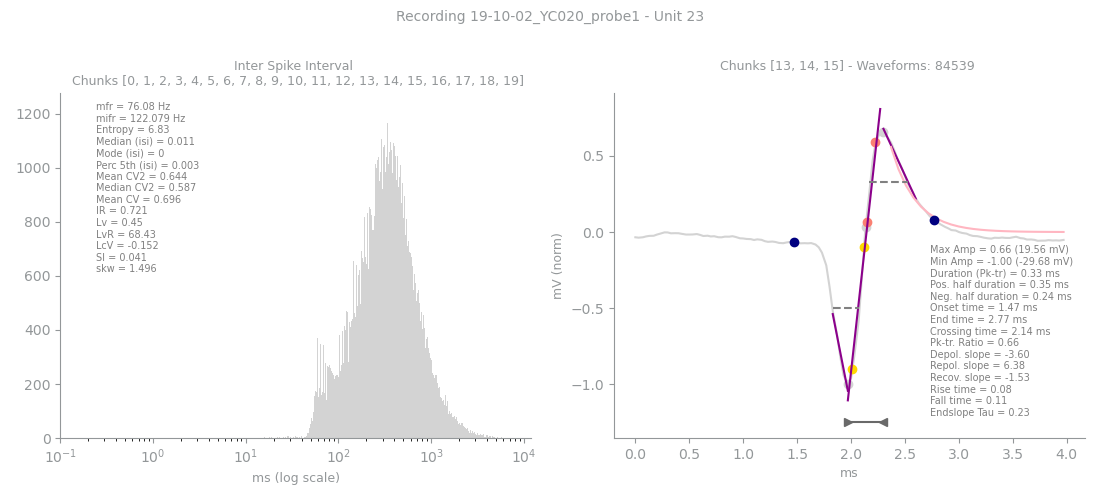 Recording 19-10-02_YC020_probe1 - Unit 23
Inter Spike Interval
Chunks [0, 1, 2, 3, 4, 5, 6, 7, 8, 9, 10, 11, 12, 13, 14, 15, 16, 17, 18, 19]
1200
1000
800
600
400
200
0
mfr = 76.08 Hz
mifr = 122.079 Hz
Entropy = 6.83
Median (isi) = 0.011
Mode (isi) = 0
Perc 5th (isi) = 0.003
Mean CV2 = 0.644
Median CV2 = 0.587
Mean CV = 0.696
IR = 0.721
Lv = 0.45
LvR = 68.43
LcV = -0.152
SI = 0.041
skw = 1.496
10⁻¹ 10⁰ 10¹ 10² 10³ 10⁴
ms (log scale)
Chunks [13, 14, 15] - Waveforms: 84539
mV (norm)
0.5
0.0
−0.5
−1.0
Max Amp = 0.66 (19.56 mV)
Min Amp = -1.00 (-29.68 mV)
Duration (Pk-tr) = 0.33 ms
Pos. half duration = 0.35 ms
Neg. half duration = 0.24 ms
Onset time = 1.47 ms
End time = 2.77 ms
Crossing time = 2.14 ms
Pk-tr. Ratio = 0.66
Depol. slope = -3.60
Repol. slope = 6.38
Recov. slope = -1.53
Rise time = 0.08
Fall time = 0.11
Endslope Tau = 0.23
0.0 0.5 1.0 1.5 2.0 2.5 3.0 3.5 4.0
ms